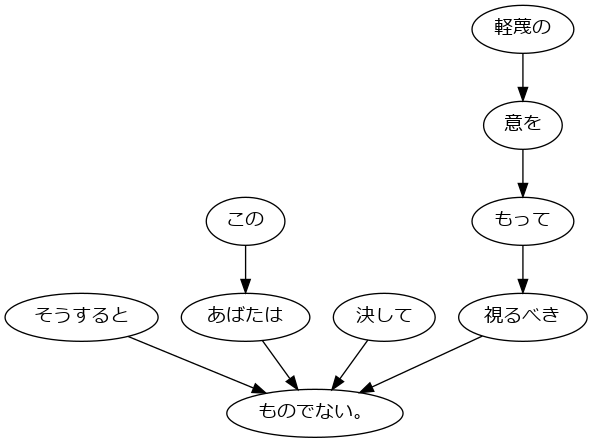 軽蔑の
意を
この
もって
そうすると
あばたは
決して
視るべき
ものでない。